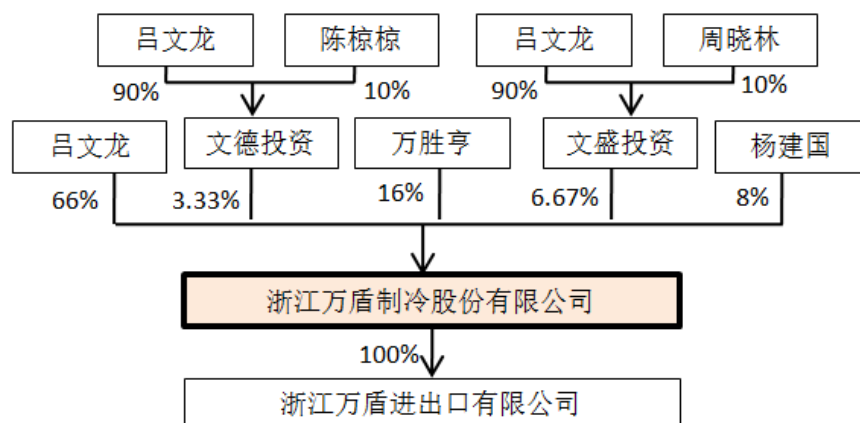 吕文龙 陈椋椋 吕文龙 周晓林
90% 10% 90% 10%
吕文龙 文德投资 万胜亨 文盛投资 杨建国
66% 3.33% 16% 6.67% 8%
浙江万盾制冷股份有限公司
100%
浙江万盾进出口有限公司